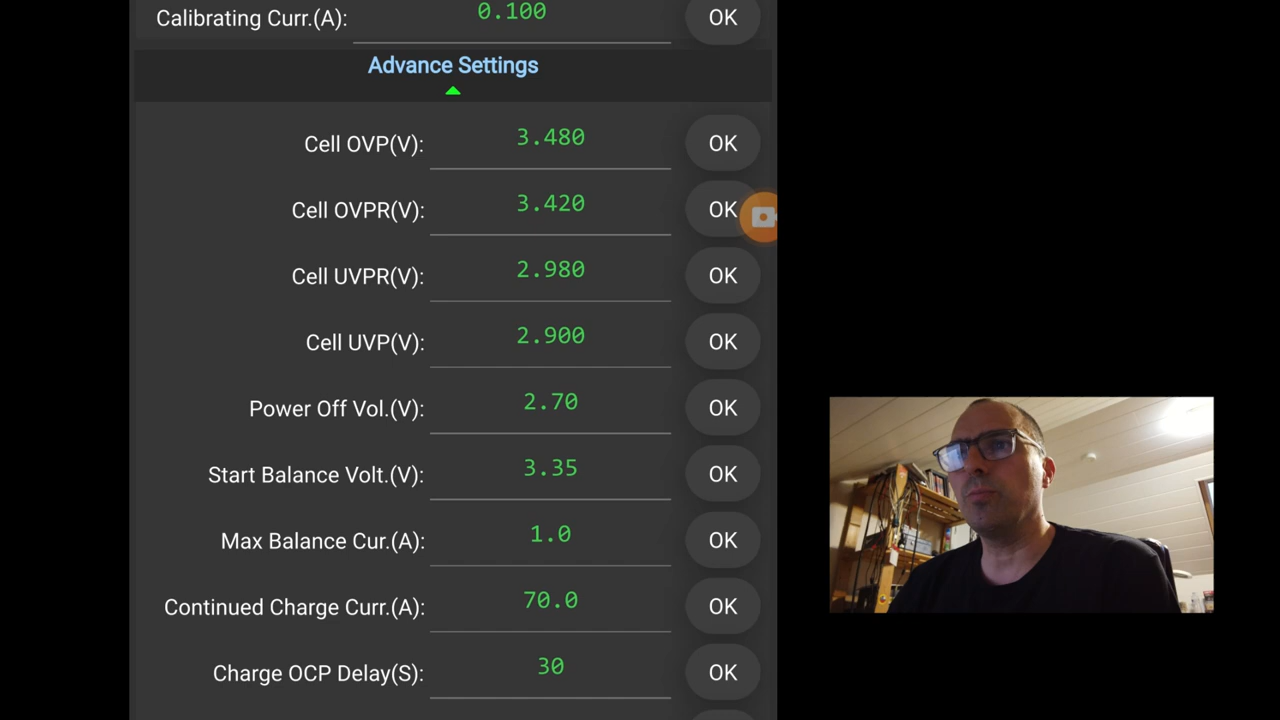 Calibrating Curr.(A): 0.100 OK
Advance Settings
Cell OVP(V): 3.480 OK
Cell OVPR(V): 3.420 OK
Cell UVPR(V): 2.980 OK
Cell UVP(V): 2.900 OK
Power Off Vol.(V): 2.70 OK
Start Balance Volt.(V): 3.35 OK
Max Balance Cur.(A): 1.0 OK
Continued Charge Curr.(A): 70.0 OK
Charge OCP Delay(S): 30 OK